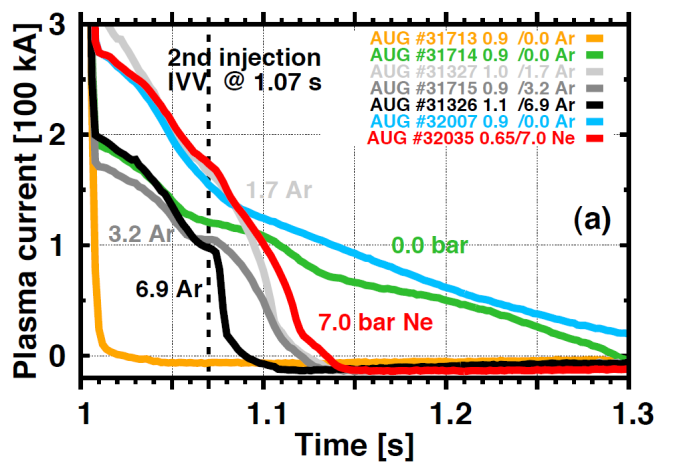 3
2
1
0
Plasma current [100 kA]
2nd injection
IVV @ 1.07 s
AUG #31713 0.9 /0.0 Ar
AUG #31714 0.9 /0.0 Ar
AUG #31327 1.0 /1.7 Ar
AUG #31715 0.9 /3.2 Ar
AUG #31326 1.1 /6.9 Ar
AUG #32007 0.9 /0.0 Ar
AUG #32035 0.65/7.0 Ne
1.7 Ar
(a)
3.2 Ar
0.0 bar
6.9 Ar
7.0 bar Ne
1 1.1 1.2 1.3
Time [s]